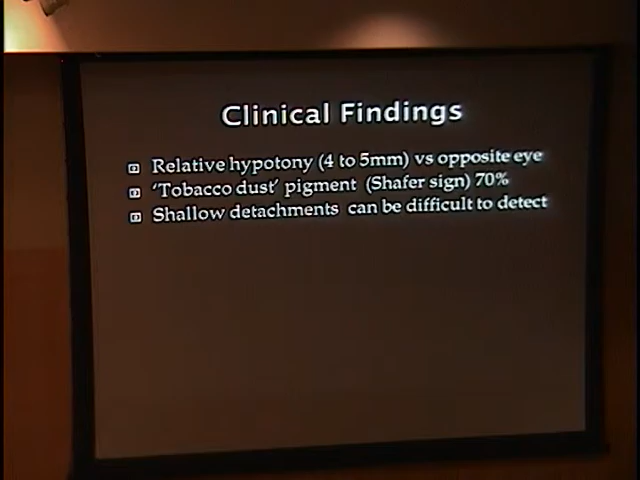 Clinical Findings
Relative hypotony (4 to 5mm) vs opposite eye
'Tobacco dust' pigment (Shafer sign) 70%
Shallow detachments can be difficult to detect